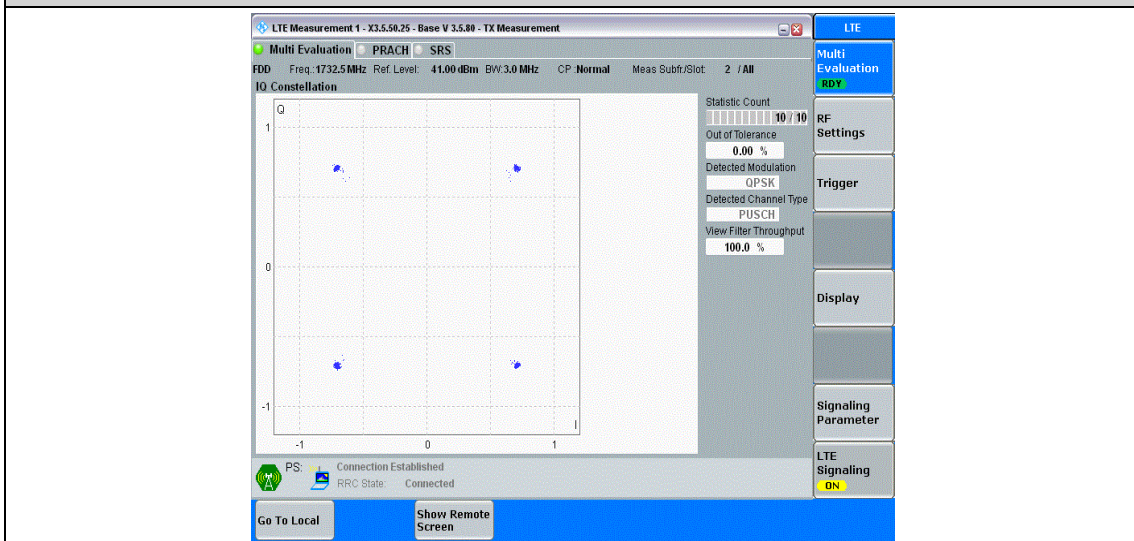 LTE Measurement 1 - X3.5.50.25 - Base V 3.5.80 - TX Measurement
LTE
Multi Evaluation PRACH SRS
FDD Freq.:1732.5 MHz Ref. Level: 41.00 dBm BW:3.0 MHz CP :Normal Meas Subfr./Slot: 2 / All
IQ Constellation
Q
1
0
-1
-1 0 1
I
Statistic Count
10 / 10
Out of Tolerance
0.00 %
Detected Modulation
QPSK
Detected Channel Type
PUSCH
View Filter Throughput
100.0 %
Multi
Evaluation
RDY
RF
Settings
Trigger
Display
Signaling
Parameter
LTE
Signaling
ON
PS: Connection Established
RRC State: Connected
Go To Local
Show Remote
Screen